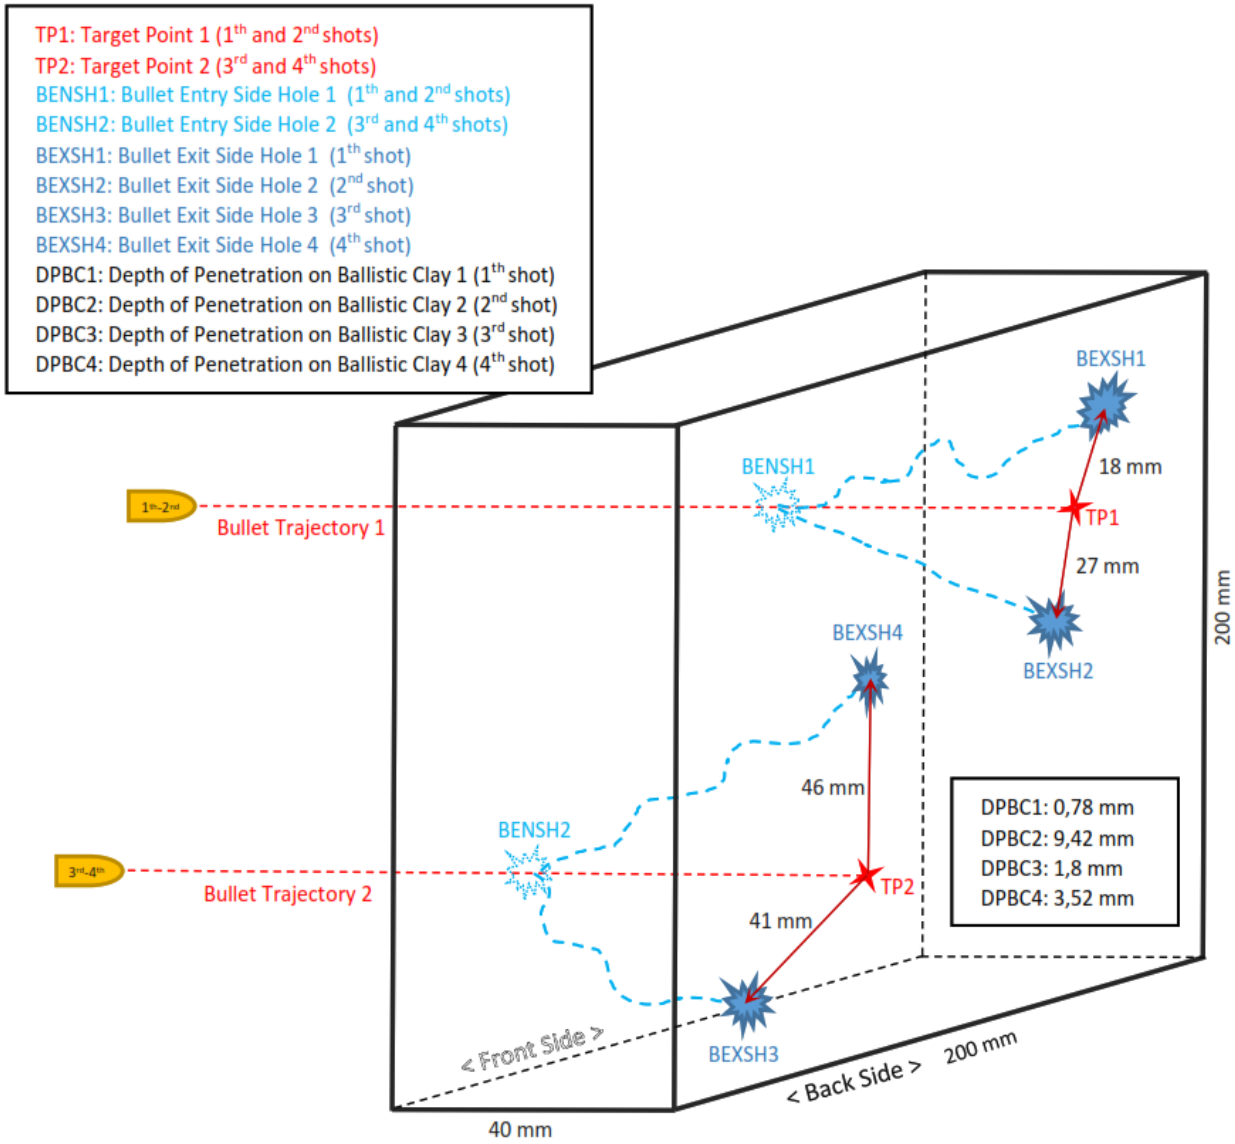 TP1: Target Point 1 (1th and 2nd shots)
TP2: Target Point 2 (3rd and 4th shots)
BENSH1: Bullet Entry Side Hole 1 (1th and 2nd shots)
BENSH2: Bullet Entry Side Hole 2 (3rd and 4th shots)
BEXSH1: Bullet Exit Side Hole 1 (1th shot)
BEXSH2: Bullet Exit Side Hole 2 (2nd shot)
BEXSH3: Bullet Exit Side Hole 3 (3rd shot)
BEXSH4: Bullet Exit Side Hole 4 (4th shot)
DPBC1: Depth of Penetration on Ballistic Clay 1 (1th shot)
DPBC2: Depth of Penetration on Ballistic Clay 2 (2nd shot)
DPBC3: Depth of Penetration on Ballistic Clay 3 (3rd shot)
DPBC4: Depth of Penetration on Ballistic Clay 4 (4th shot)
BEXSH1
BENSH1
18 mm
1th-2nd
Bullet Trajectory 1
TP1
27 mm
200 mm
BEXSH4
BEXSH2
46 mm
DPBC1: 0,78 mm
DPBC2: 9,42 mm
DPBC3: 1,8 mm
DPBC4: 3,52 mm
BENSH2
3rd-4th
Bullet Trajectory 2
TP2
41 mm
< Front Side >
BEXSH3
< Back Side >
200 mm
40 mm